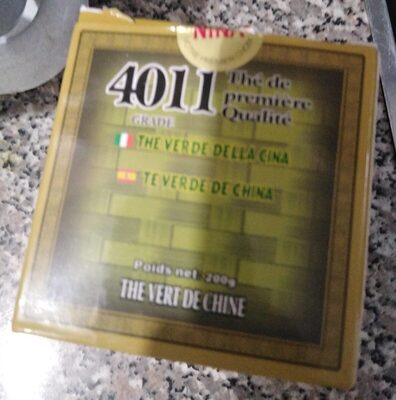 4011
GRADE
Thé de
première
Qualité
THE VERDE DELLA CINA
TE VERDE DE CHINA
Poids net. 200g
THE VERT DE CHINE